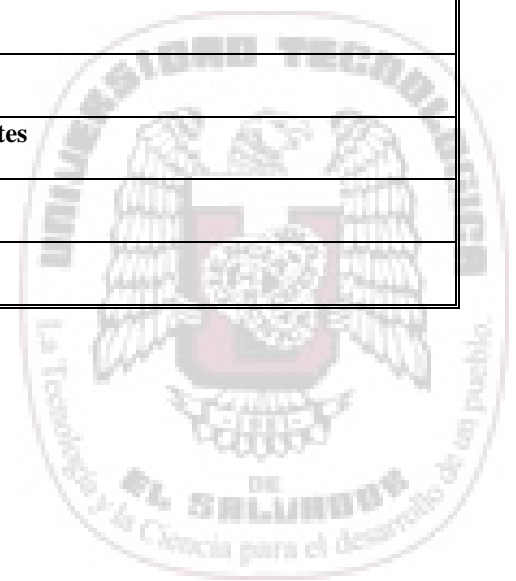 UNIVERSIDAD TECNOLOGICA
tes
La Tecnología y la Ciencia para el desarrollo de un pueblo.
DE
EL SALVADOR